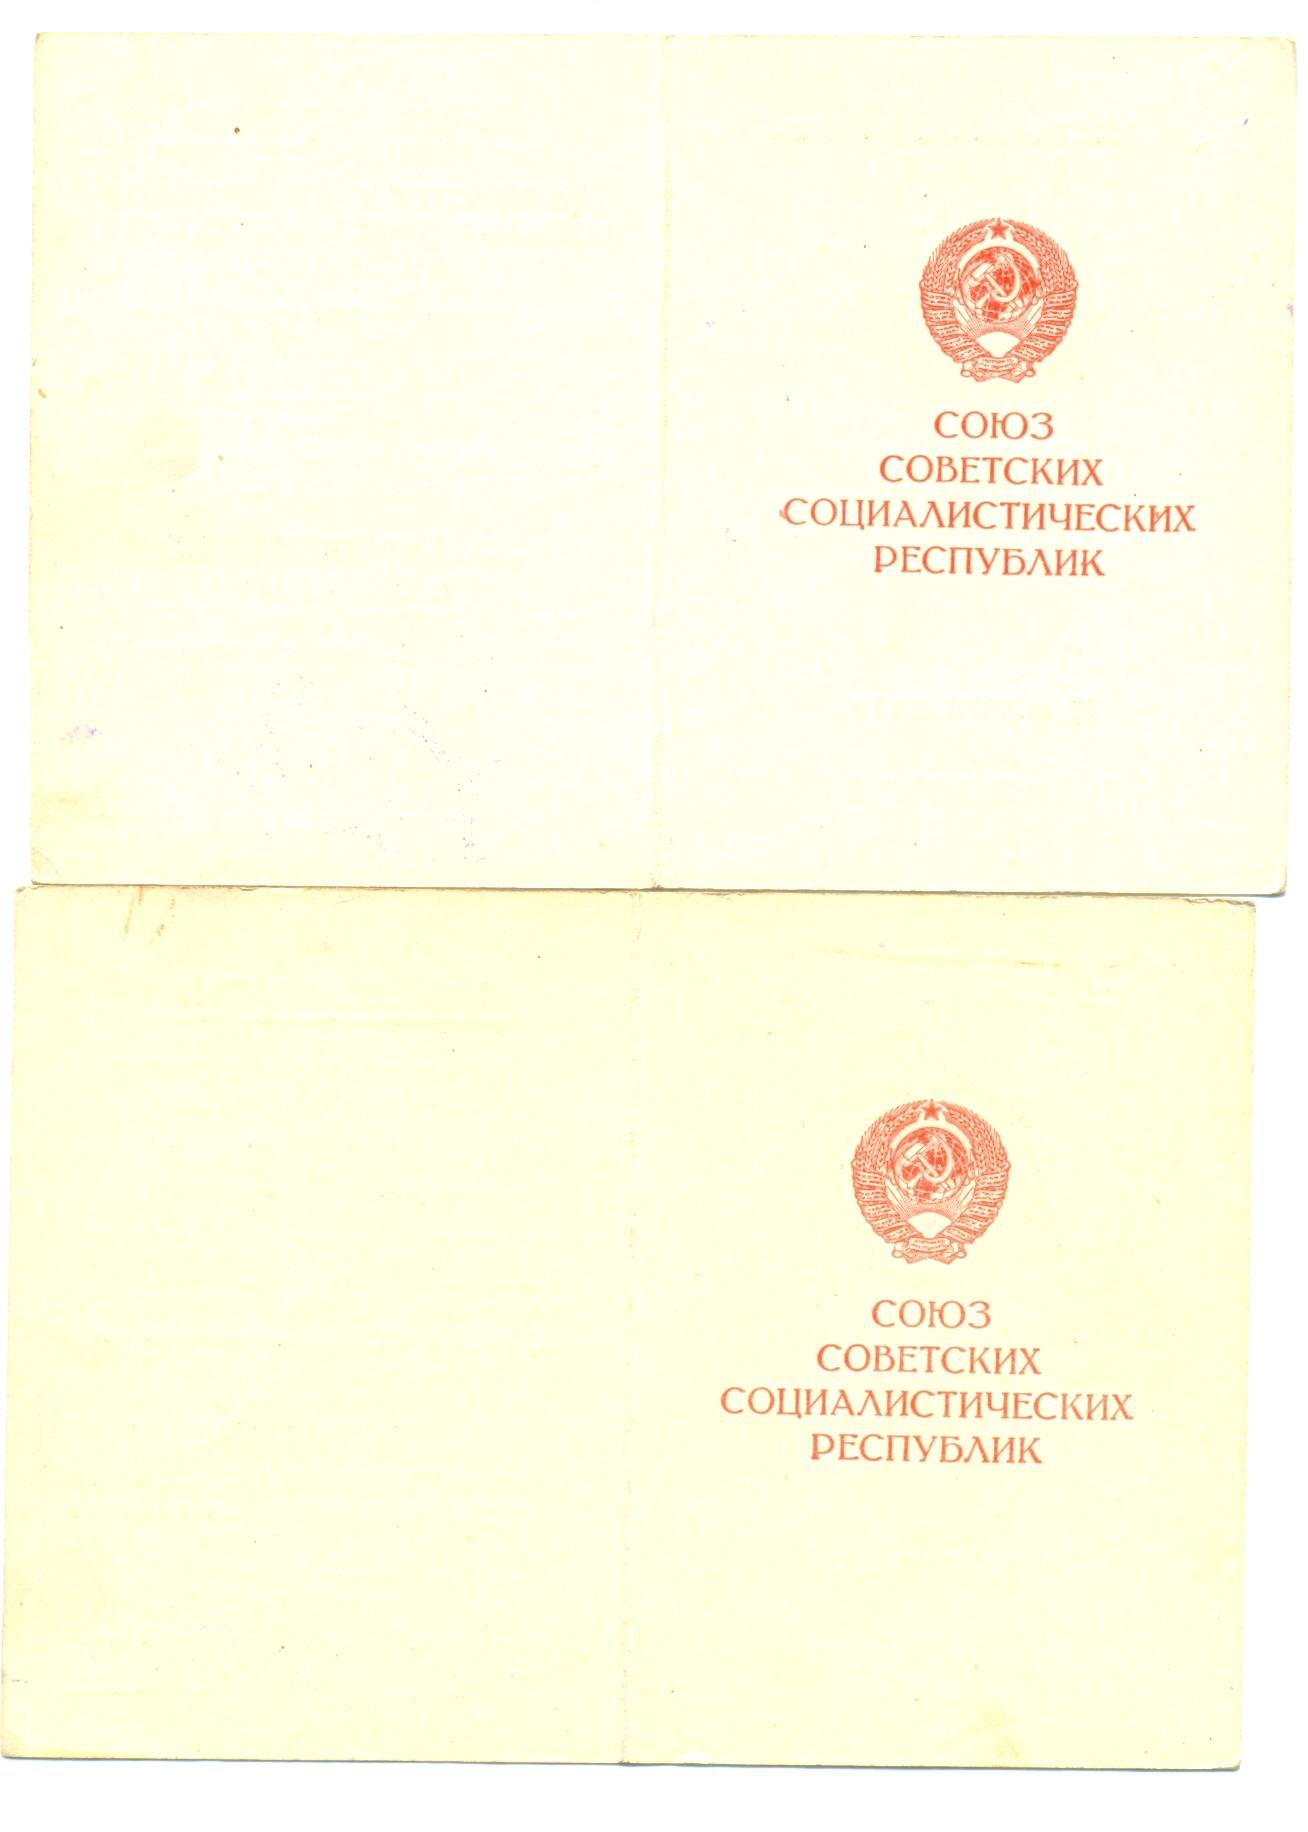 СОЮЗ
СОВЕТСКИХ
СОЦИАЛИСТИЧЕСКИХ
РЕСПУБЛИК
СОЮЗ
СОВЕТСКИХ
СОЦИАЛИСТИЧЕСКИХ
РЕСПУБЛИК